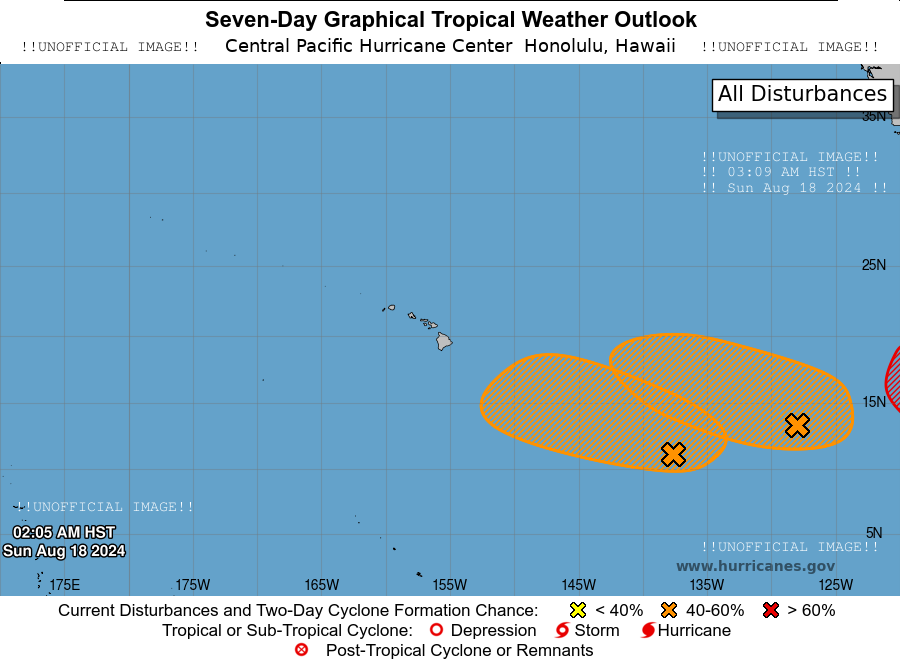 Seven-Day Graphical Tropical Weather Outlook
!!UNOFFICIAL IMAGE!! Central Pacific Hurricane Center Honolulu, Hawaii !!UNOFFICIAL IMAGE!!
All Disturbances
35N
!!UNOFFICIAL IMAGE!!
!! 03:09 AM HST !!
!! Sun Aug 18 2024 !!
25N
15N
!!UNOFFICIAL IMAGE!!
02:05 AM HST
Sun Aug 18 2024
5N
!!UNOFFICIAL IMAGE!!
www.hurricanes.gov
175E 175W 165W 155W 145W 135W 125W
Current Disturbances and Two-Day Cyclone Formation Chance: < 40% 40-60% > 60%
Tropical or Sub-Tropical Cyclone: Depression Storm Hurricane
Post-Tropical Cyclone or Remnants